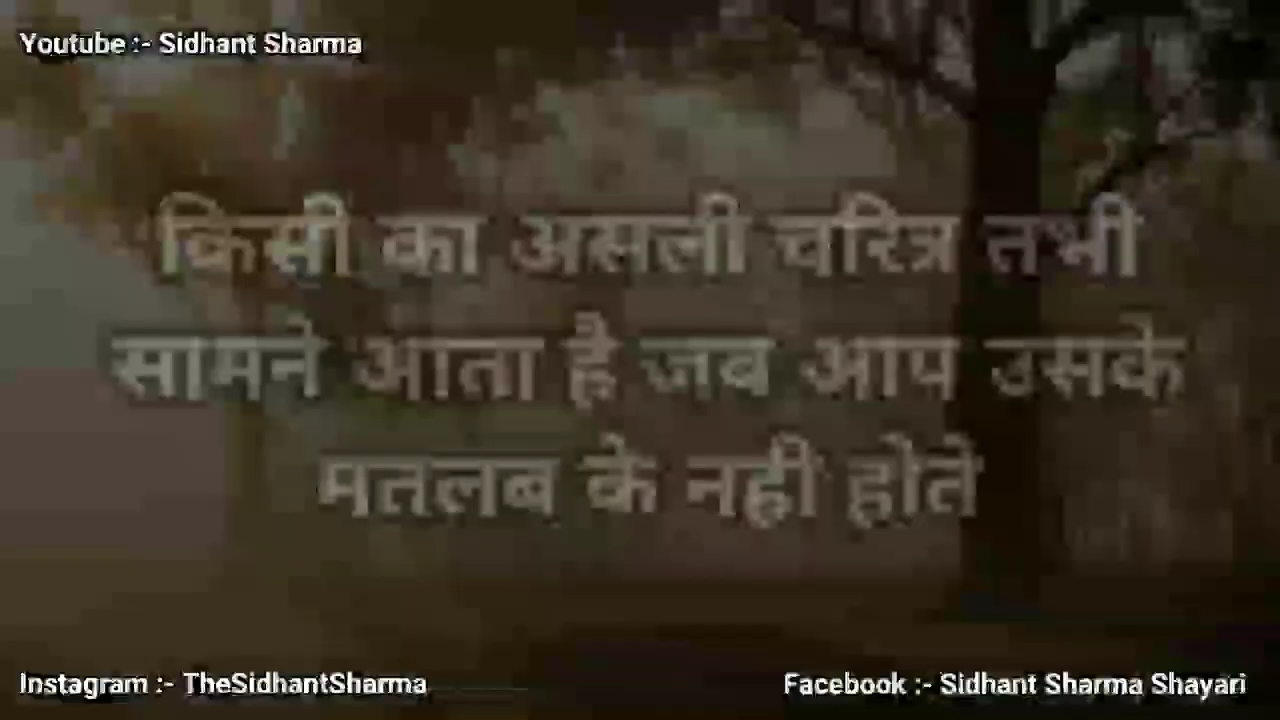 Youtube :- Sidhant Sharma
किसी का असली चरित्र तभी
सामने आता है जब आप उसके
मतलब के नही होते
Instagram :- TheSidhantSharma
Facebook :- Sidhant Sharma Shayari